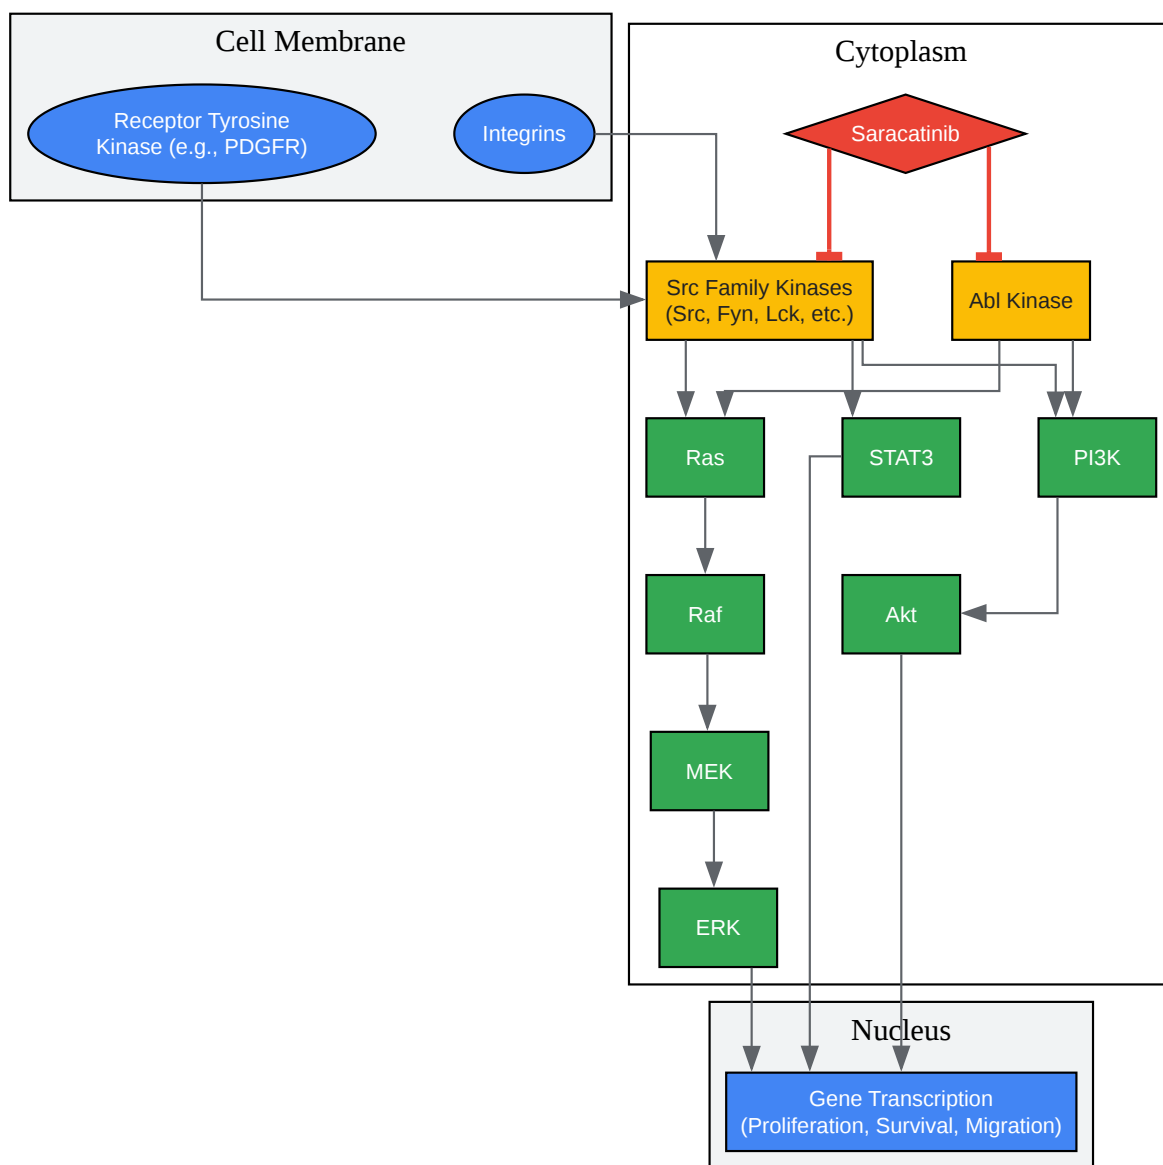 Cell Membrane
Receptor Tyrosine
Kinase (e.g., PDGFR)
Integrins
Cytoplasm
Saracatinib
Src Family Kinases
(Src, Fyn, Lck, etc.)
Abl Kinase
Ras
STAT3
PI3K
Raf
Akt
MEK
ERK
Nucleus
Gene Transcription
(Proliferation, Survival, Migration)